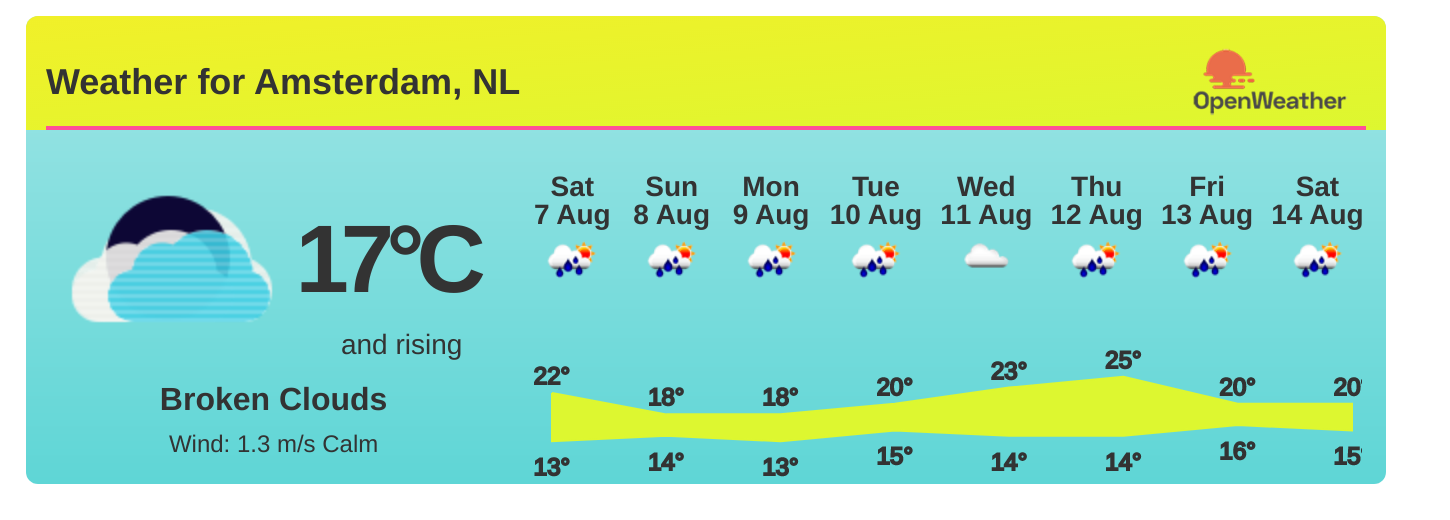 Weather for Amsterdam, NL
OpenWeather
Sat Sun Mon Tue Wed Thu Fri Sat
7 Aug 8 Aug 9 Aug 10 Aug 11 Aug 12 Aug 13 Aug 14 Aug
17°C
and rising
Broken Clouds
Wind: 1.3 m/s Calm
22° 18° 18° 20° 23° 25° 20° 20°
13° 14° 13° 15° 14° 14° 16° 15°